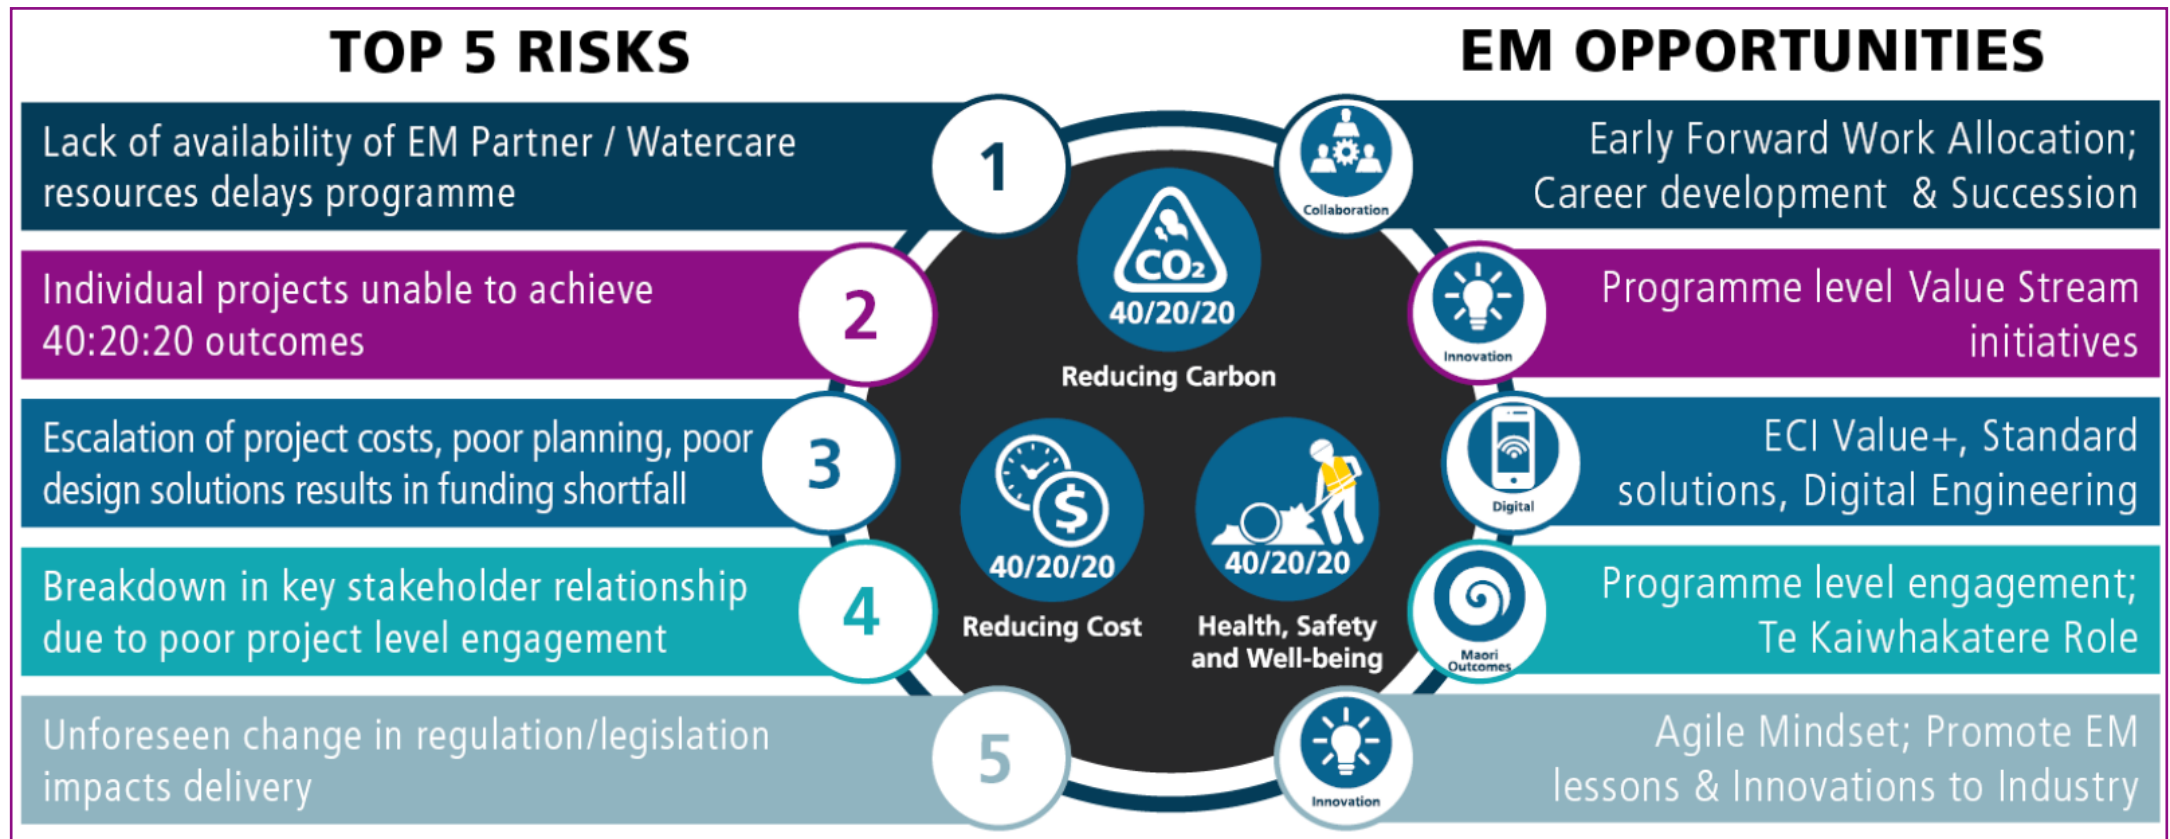 TOP 5 RISKS
EM OPPORTUNITIES
Lack of availability of EM Partner / Watercare
resources delays programme
1
Collaboration
Early Forward Work Allocation;
Career development & Succession
Individual projects unable to achieve
40:20:20 outcomes
2
Innovation
Programme level Value Stream
initiatives
Escalation of project costs, poor planning, poor
design solutions results in funding shortfall
3
Digital
ECI Value+, Standard
solutions, Digital Engineering
Breakdown in key stakeholder relationship
due to poor project level engagement
4
Maori
Outcomes
Programme level engagement;
Te Kaiwhakatere Role
Unforeseen change in regulation/legislation
impacts delivery
5
Innovation
Agile Mindset; Promote EM
lessons & Innovations to Industry
CO₂
40/20/20
Reducing Carbon
$
40/20/20
Reducing Cost
40/20/20
Health, Safety
and Well-being